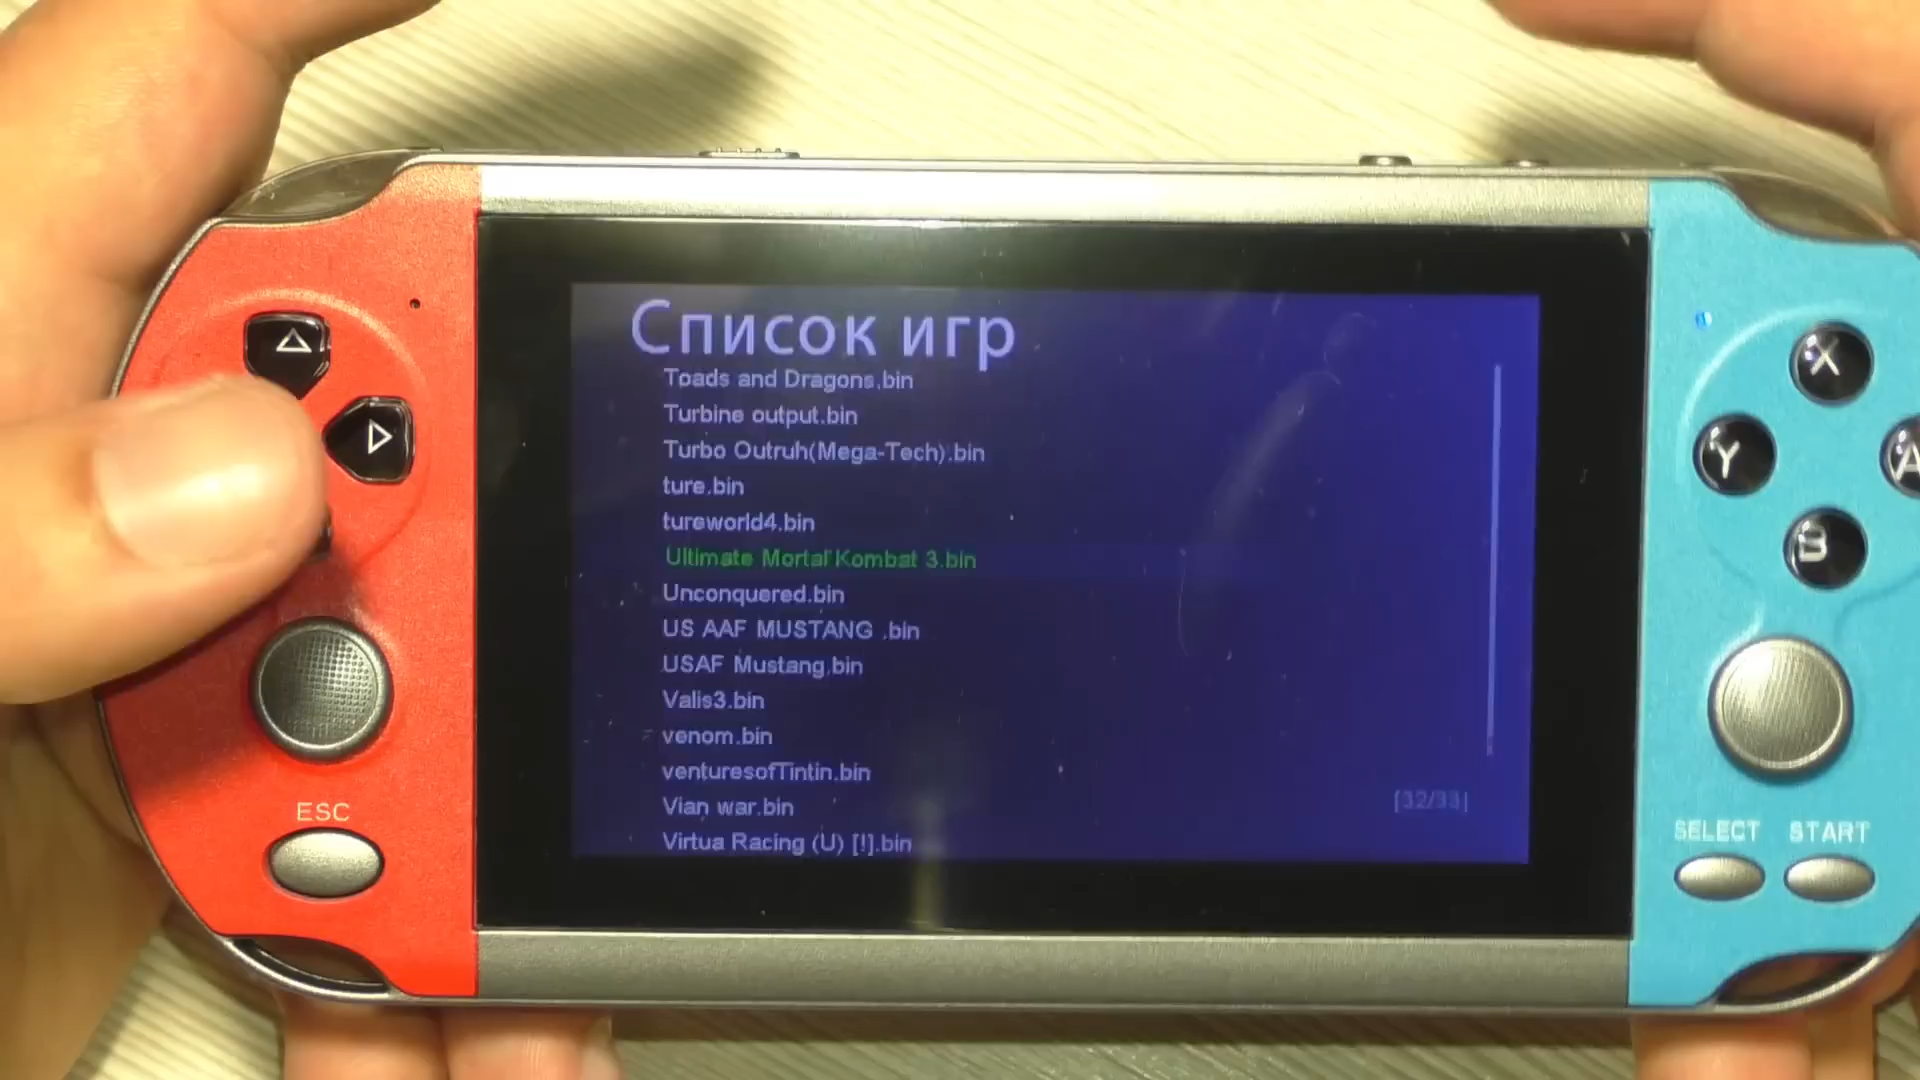 Список игр
Toads and Dragons.bin
Turbine output.bin
Turbo Outruh(Mega-Tech).bin
ture.bin
tureworld4.bin
Ultimate Mortal Kombat 3.bin
Unconquered.bin
US AAF MUSTANG .bin
USAF Mustang.bin
Valis3.bin
venom.bin
venturesofTintin.bin
Vian war.bin
Virtua Racing (U) [!].bin
[32/33]
X
Y
A
B
ESC
SELECT START